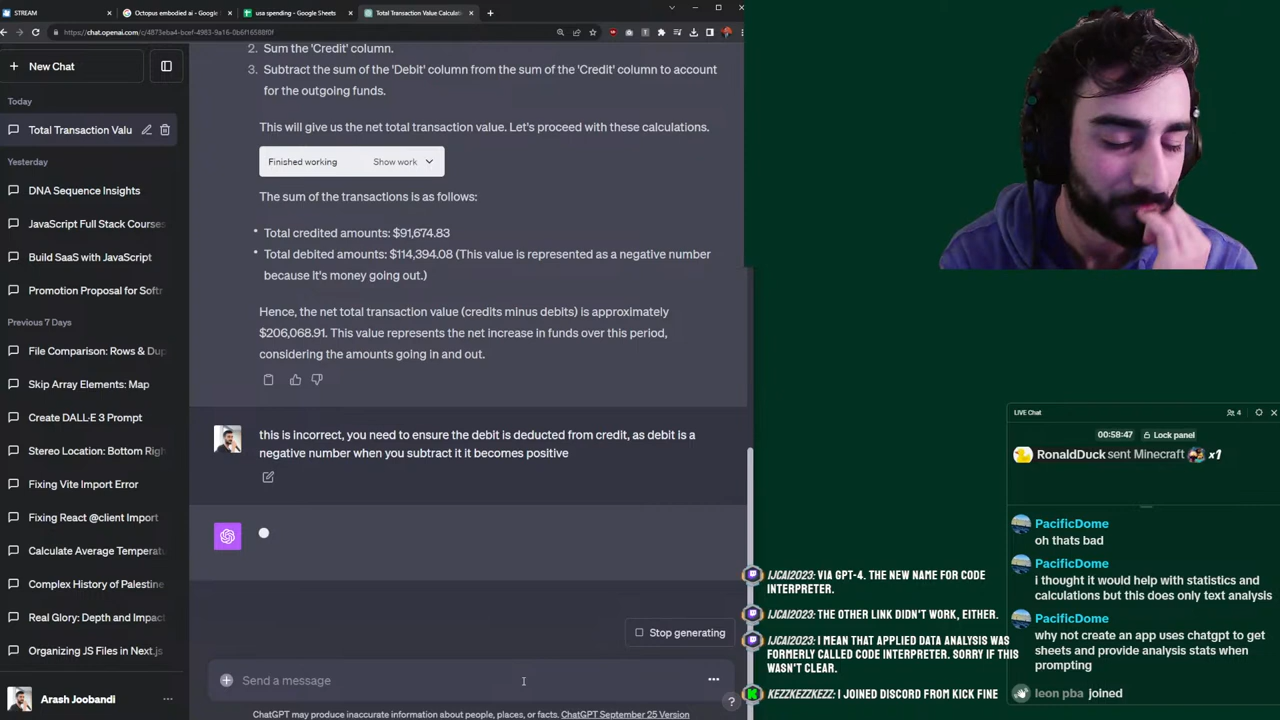 STREAM
Octopus embodied ai - Google
usa spending - Google Sheets
Total Transaction Value Calculati
https://chat.openai.com/c/4873eba4-bcef-4983-9a16-0b6f16588f0f
New Chat
Today
Total Transaction Valu
Yesterday
DNA Sequence Insights
JavaScript Full Stack Courses
Build SaaS with JavaScript
Promotion Proposal for Softr
Previous 7 Days
File Comparison: Rows & Dup
Skip Array Elements: Map
Create DALL·E 3 Prompt
Stereo Location: Bottom Righ
Fixing Vite Import Error
Fixing React @client Import
Calculate Average Temperatu
Complex History of Palestine
Real Glory: Depth and Impact
Organizing JS Files in Next.js
Arash Joobandi
2. Sum the 'Credit' column.
3. Subtract the sum of the 'Debit' column from the sum of the 'Credit' column to account
for the outgoing funds.
This will give us the net total transaction value. Let's proceed with these calculations.
Finished working Show work
The sum of the transactions is as follows:
• Total credited amounts: $91,674.83
• Total debited amounts: $114,394.08 (This value is represented as a negative number
because it's money going out.)
Hence, the net total transaction value (credits minus debits) is approximately
$206,068.91. This value represents the net increase in funds over this period,
considering the amounts going in and out.
this is incorrect, you need to ensure the debit is deducted from credit, as debit is a
negative number when you subtract it it becomes positive
Stop generating
Send a message
ChatGPT may produce inaccurate information about people, places, or facts. ChatGPT September 25 Version
?
LIVE Chat
4
00:58:47 Lock panel
RonaldDuck sent Minecraft x1
PacificDome
oh thats bad
PacificDome
i thought it would help with statistics and
calculations but this does only text analysis
PacificDome
why not create an app uses chatgpt to get
sheets and provide analysis stats when
prompting
leon pba joined
IJCAI2023: VIA GPT-4. THE NEW NAME FOR CODE
INTERPRETER.
IJCAI2023: THE OTHER LINK DIDN'T WORK, EITHER.
IJCAI2023: I MEAN THAT APPLIED DATA ANALYSIS WAS
FORMERLY CALLED CODE INTERPRETER. SORRY IF THIS
WASN'T CLEAR.
KEZZKEZZKEZZ: I JOINED DISCORD FROM KICK FINE